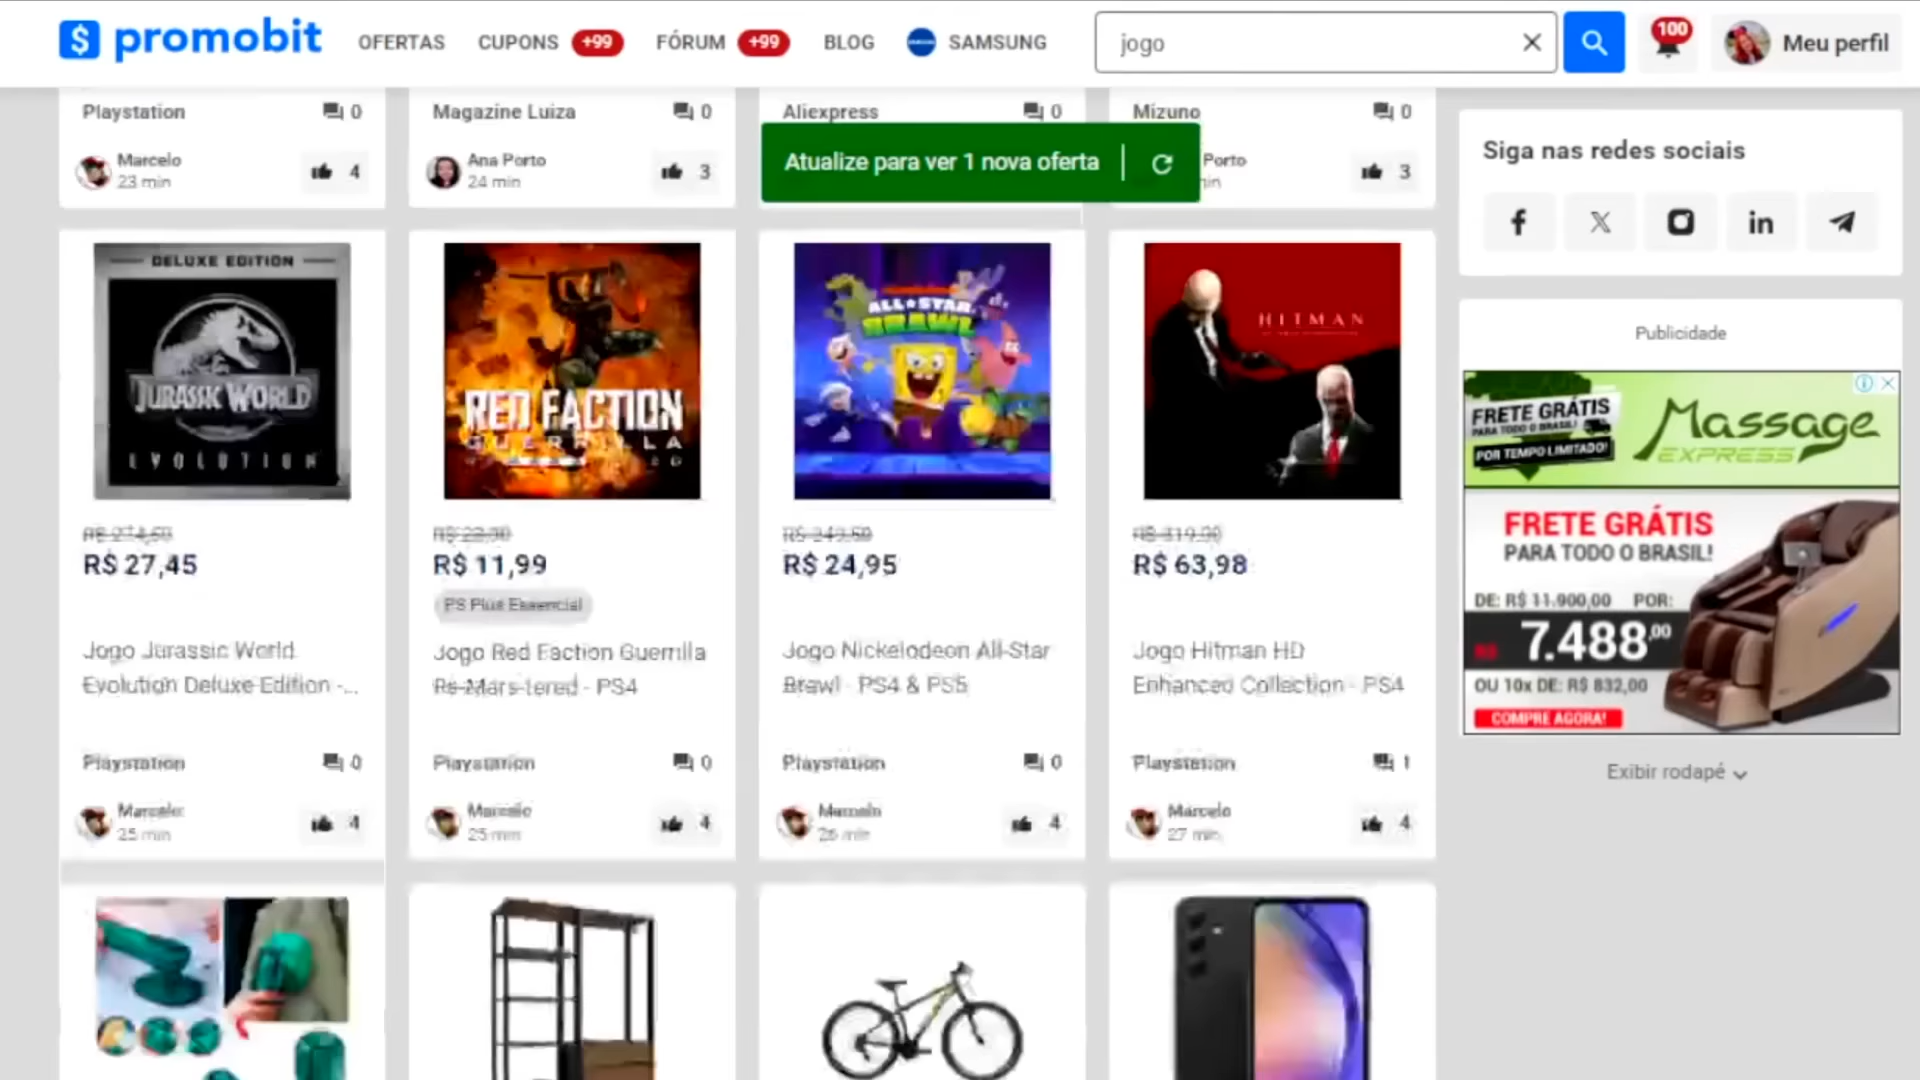 promobit
OFERTAS
CUPONS +99
FÓRUM +99
BLOG
SAMSUNG
jogo
100
Meu perfil
Playstation 0
Marcelo
23 min
4
Magazine Luiza 0
Ana Porto
24 min
3
Aliexpress 0
Mizuno 0
Porto
3
Atualize para ver 1 nova oferta
DELUXE EDITION
JURASSIC WORLD
EVOLUTION
R$ 27,45
Jogo Jurassic World
Evolution Deluxe Edition -...
Playstation 0
Marcelo
25 min
4
RED FACTION
GUERRILLA
R$ 11,99
PS Plus Essencial
Jogo Red Faction Guerrilla
Re-Mars-tered - PS4
Playstation 0
Marcelo
25 min
4
ALL★STAR
BRAWL
R$ 24,95
Jogo Nickelodeon All-Star
Brawl - PS4 & PS5
Playstation 0
Marcelo
26 min
4
HITMAN
R$ 319,90
R$ 63,98
Jogo Hitman HD
Enhanced Collection - PS4
Playstation 1
Marcelo
27 min
4
Siga nas redes sociais
Publicidade
FRETE GRÁTIS
PARA TODO O BRASIL!
POR TEMPO LIMITADO!
Massage
EXPRESS
FRETE GRÁTIS
PARA TODO O BRASIL!
DE: R$ 11.900,00 POR:
R$ 7.488,00
OU 10x DE: R$ 832,00
COMPRE AGORA!
Exibir rodapé